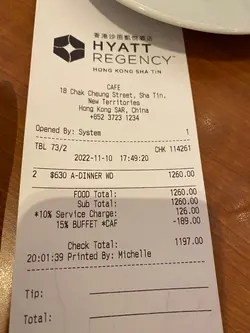 香港沙田凱悅酒店
HYATT
REGENCY™
HONG KONG SHA TIN
CAFE
18 Chak Cheung Street, Sha Tin.
New Territories
Hong Kong SAR, China
+852 3723 1234
Opened By: System 1
TBL 73/2 CHK 114261
2022-11-10 17:49:20
2 $630 A-DINNER WD 1260.00
FOOD Total: 1260.00
Sub Total: 1260.00
*10% Service Charge: 126.00
15% BUFFET *CAF -189.00
Check Total: 1197.00
20:01:39 Printed By: Michelle
Tip:
Total: